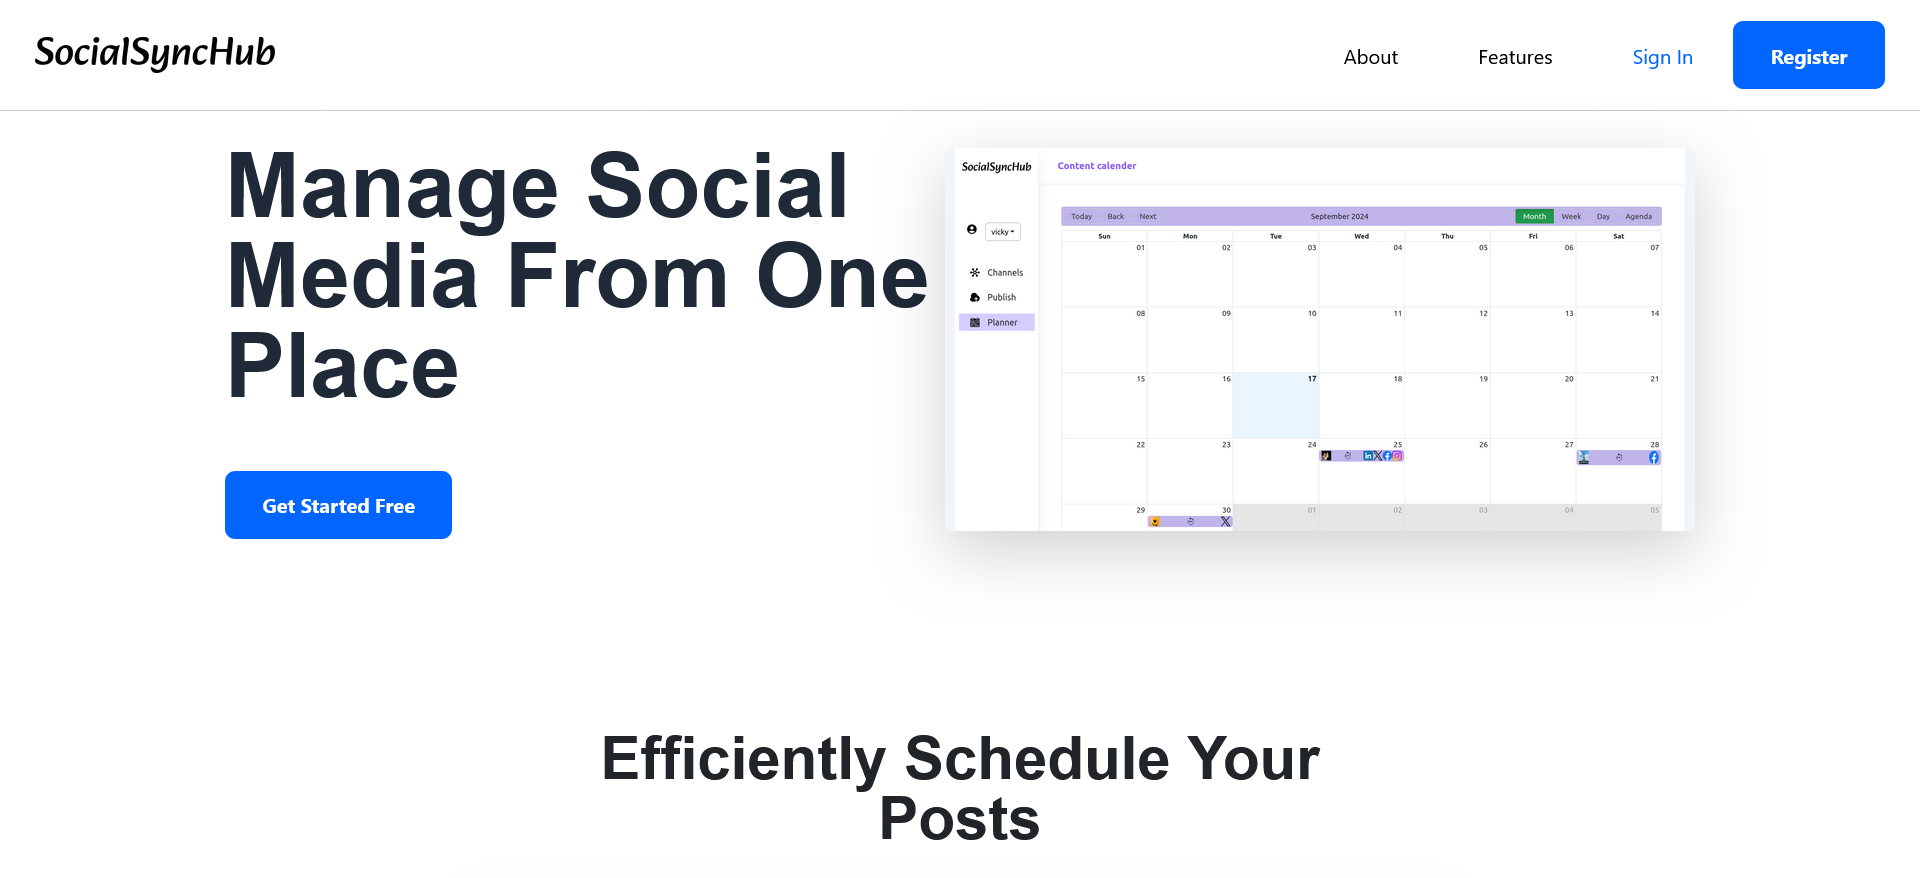 SocialSyncHub
About Features Sign In Register
Manage Social
Media From One
Place
Get Started Free
SocialSyncHub
Content calender
vicky
Channels
Publish
Planner
Today Back Next September 2024 Month Week Day Agenda
Sun Mon Tue Wed Thu Fri Sat
01 02 03 04 05 06 07
08 09 10 11 12 13 14
15 16 17 18 19 20 21
22 23 24 25 26 27 28
29 30 01 02 03 04 05
Efficiently Schedule Your
Posts